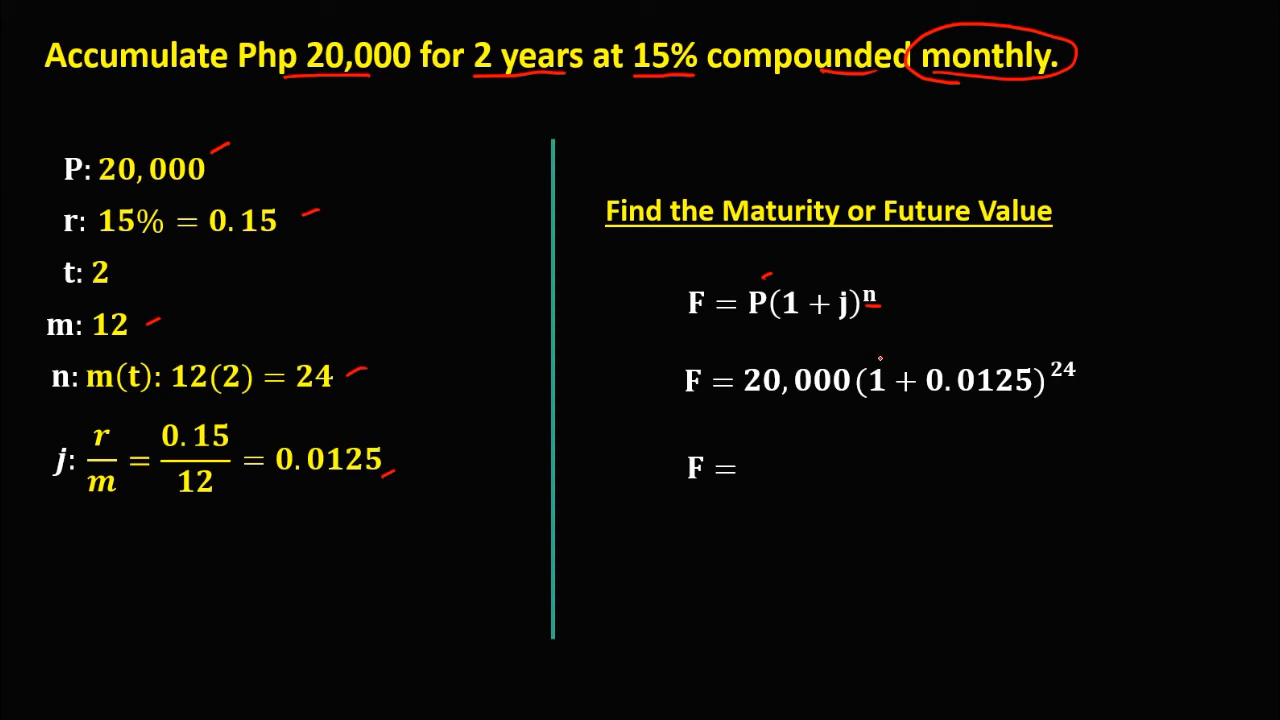 Accumulate Php 20,000 for 2 years at 15% compounded monthly.
P: 20,000
r: 15% = 0.15
t: 2
m: 12
n: m(t): 12(2) = 24
j: r/m = 0.15/12 = 0.0125
Find the Maturity or Future Value
F = P(1 + j)ⁿ
F = 20,000(1 + 0.0125)²⁴
F =